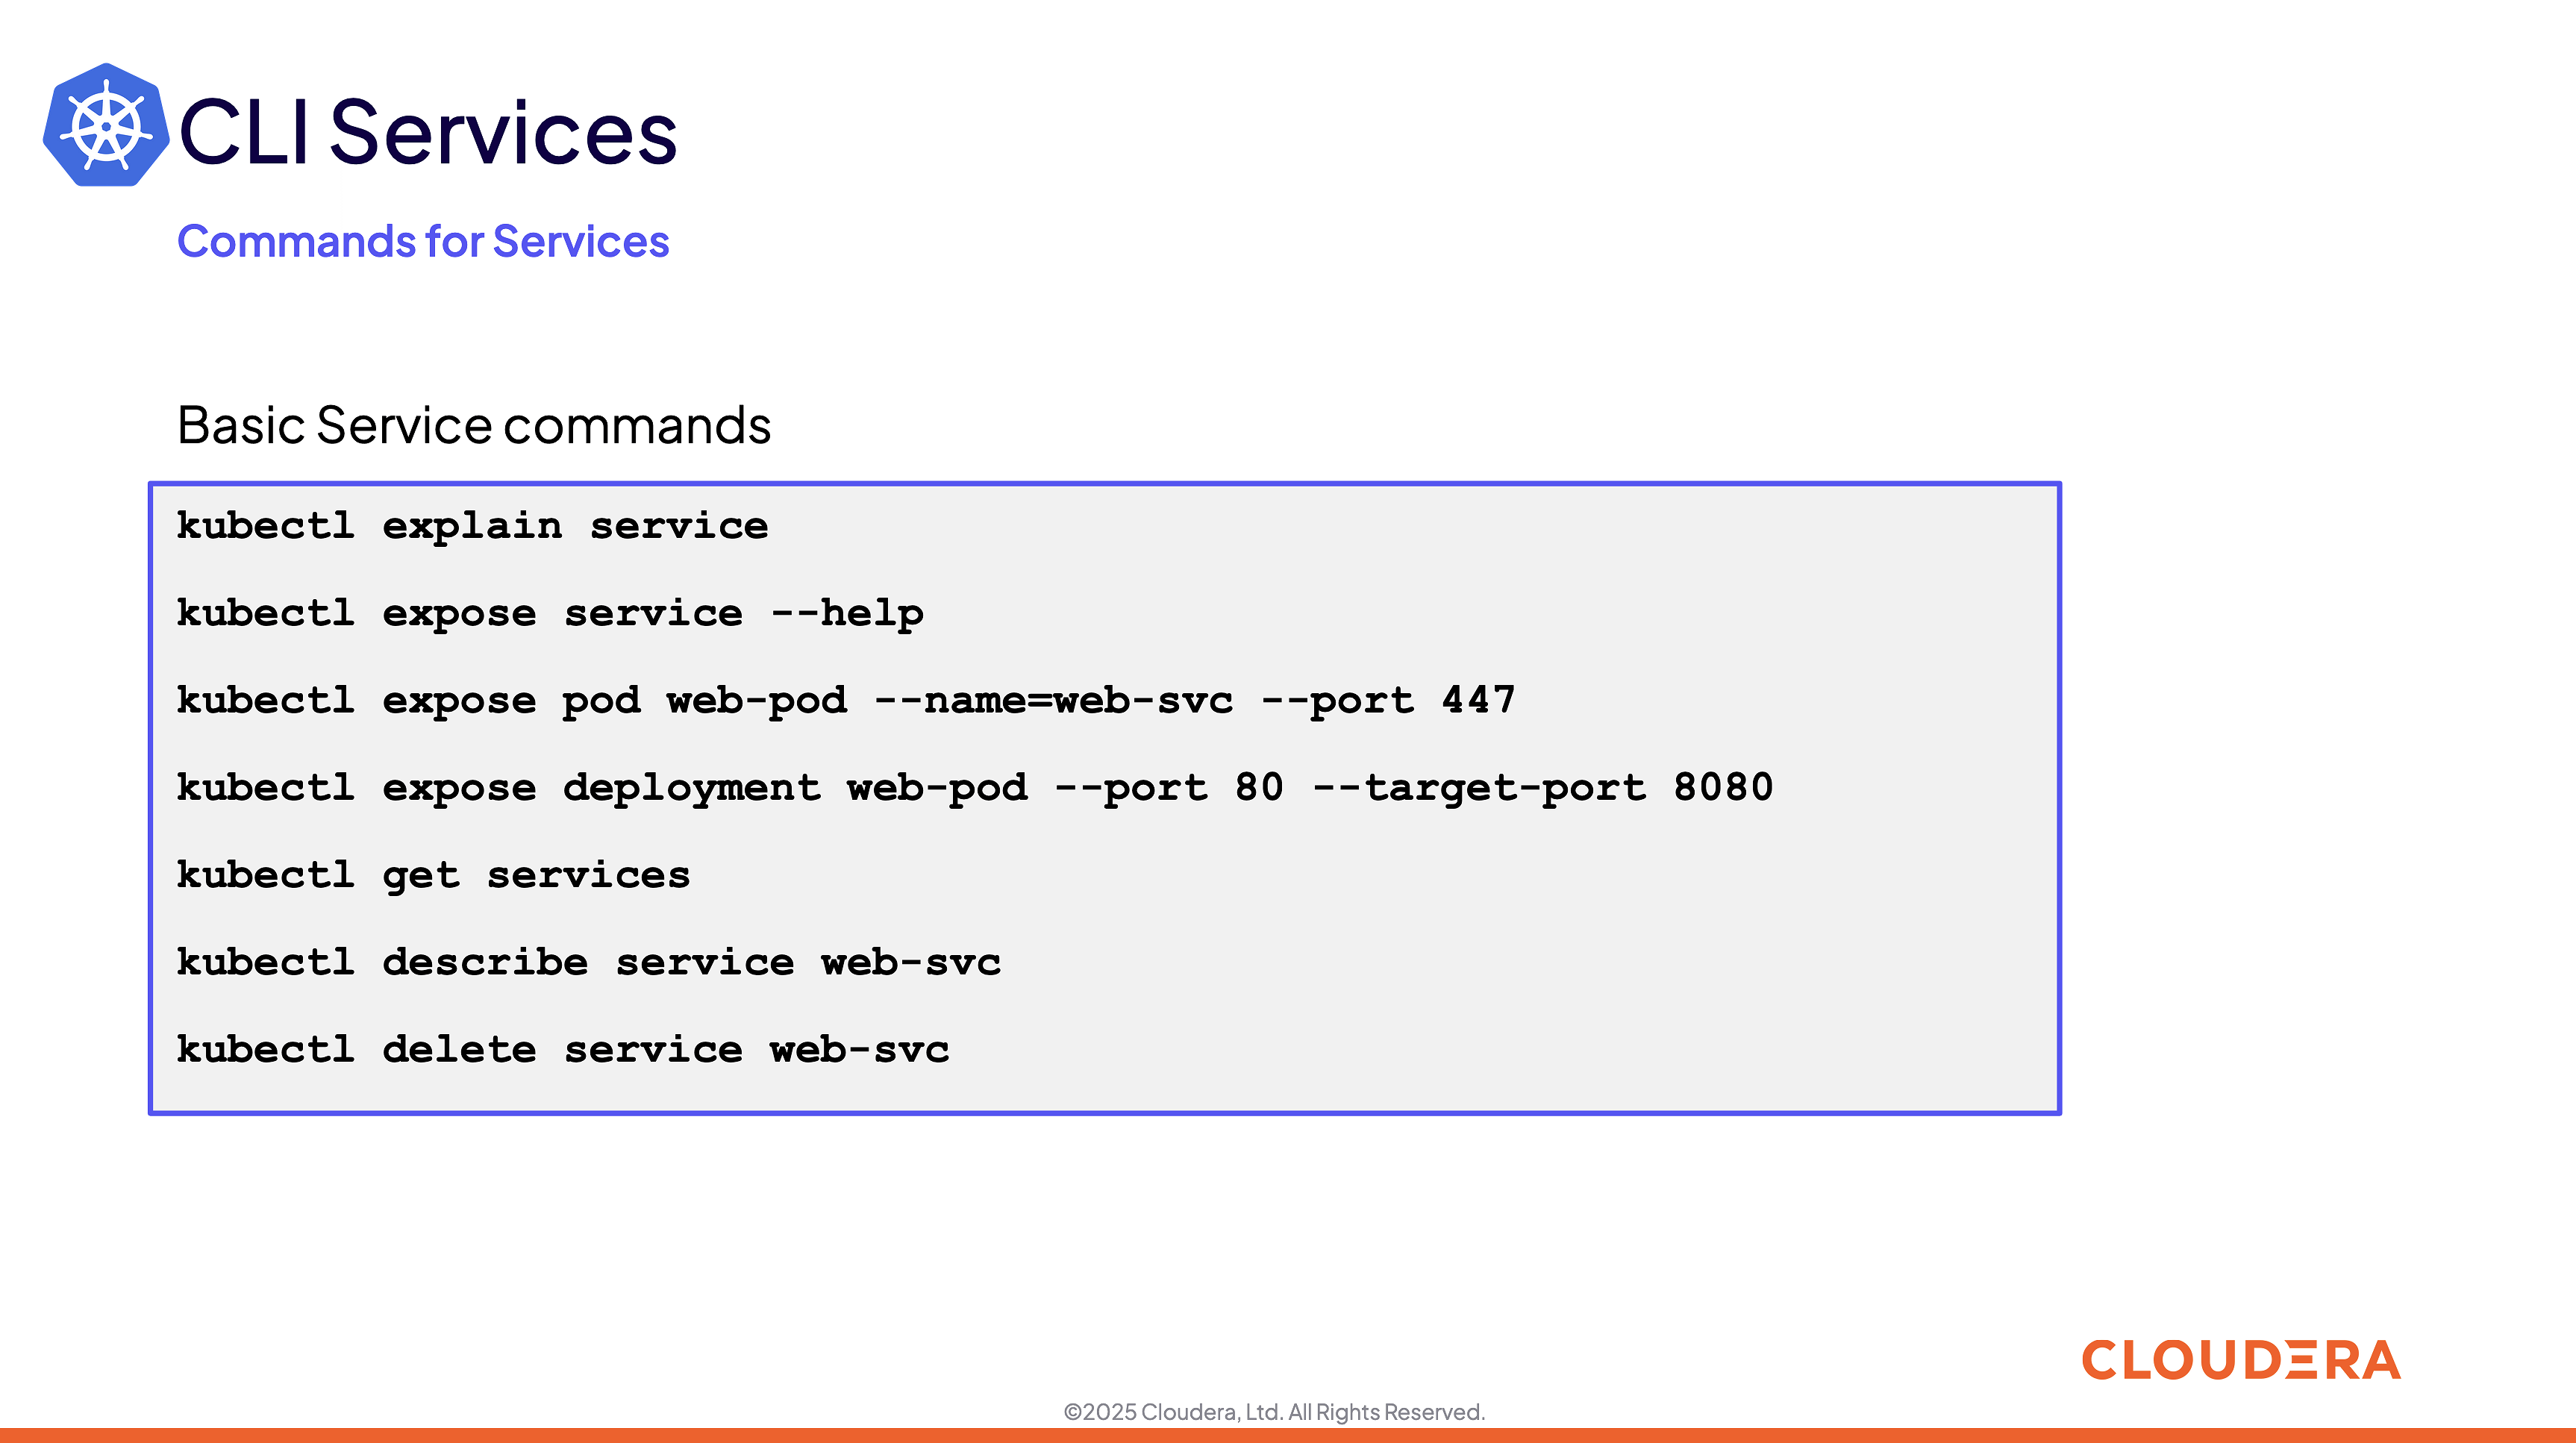 CLI Services
Commands for Services
Basic Service commands
kubectl explain service
kubectl expose service --help
kubectl expose pod web-pod --name=web-svc --port 447
kubectl expose deployment web-pod --port 80 --target-port 8080
kubectl get services
kubectl describe service web-svc
kubectl delete service web-svc
CLOUDERA
©2025 Cloudera, Ltd. All Rights Reserved.